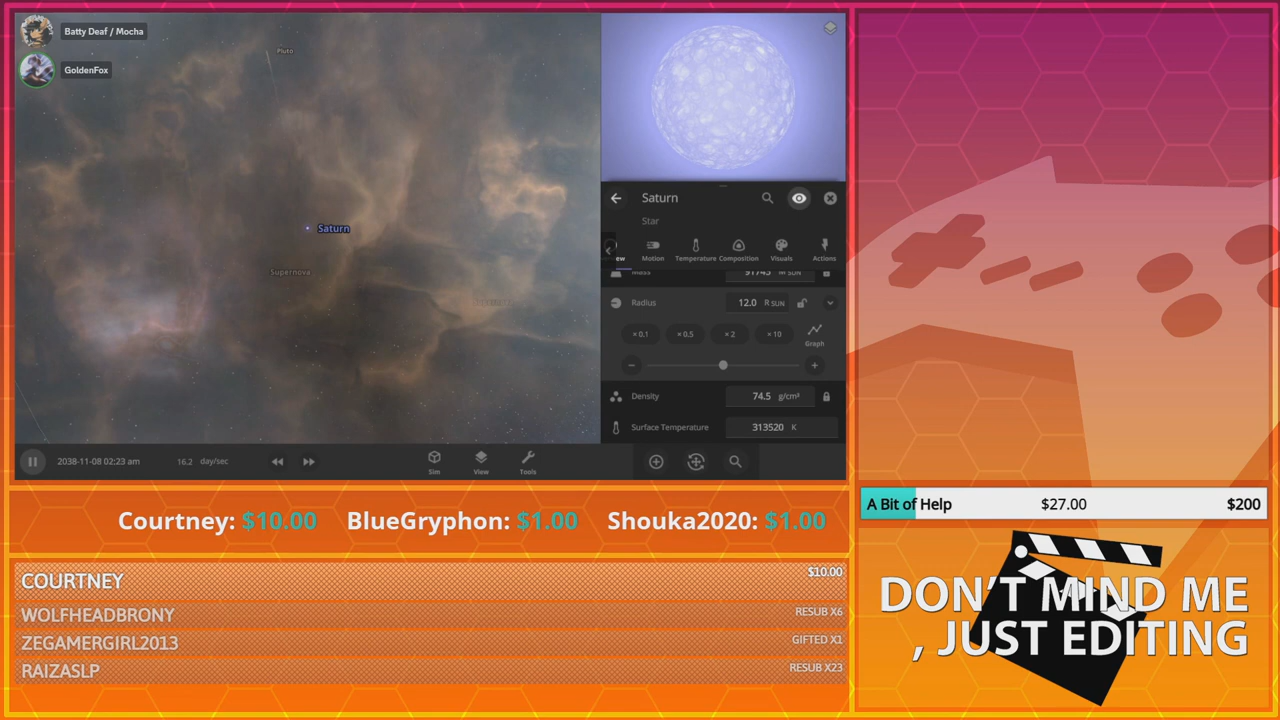 Batty Deaf / Mocha
GoldenFox
Pluto
Saturn
Supernova
Saturn
Star
Motion
Temperature
Composition
Visuals
Actions
Radius
12.0 R SUN
× 0.1
× 0.5
× 2
× 10
Graph
Density
74.5 g/cm³
Surface Temperature
313520 K
2038-11-08 02:23 am
16.2 day/sec
Sim
View
Tools
Courtney: $10.00 BlueGryphon: $1.00 Shouka2020: $1.00
COURTNEY $10.00
WOLFHEADBRONY RESUB X6
ZEGAMERGIRL2013 GIFTED X1
RAIZASLP RESUB X23
A Bit of Help $27.00 $200
DON'T MIND ME
, JUST EDITING